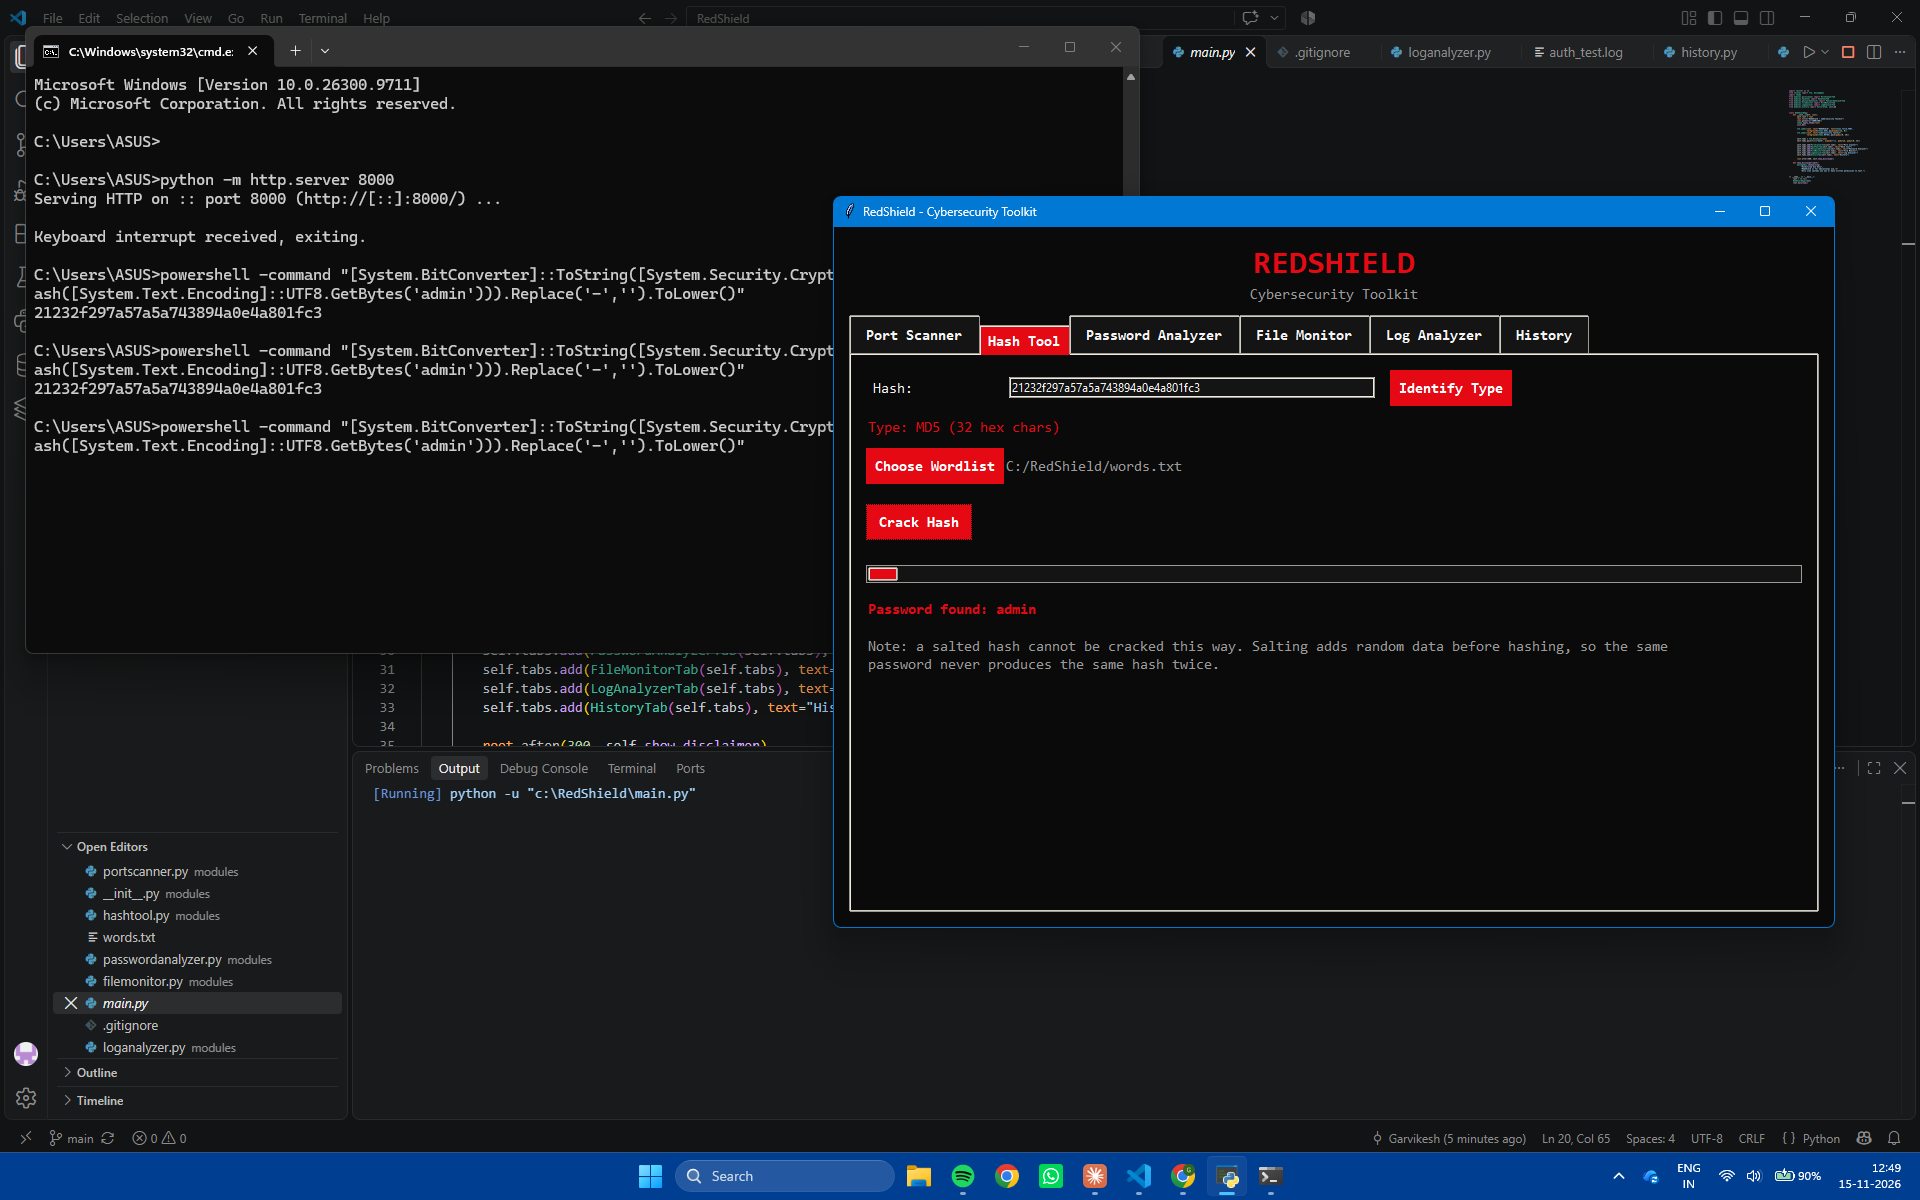 File Edit Selection View Go Run Terminal Help
RedShield
C:\Windows\system32\cmd.e:
main.py
.gitignore
loganalyzer.py
auth_test.log
history.py
Microsoft Windows [Version 10.0.26300.9711]
(c) Microsoft Corporation. All rights reserved.
C:\Users\ASUS>
C:\Users\ASUS>python -m http.server 8000
Serving HTTP on :: port 8000 (http://[::]:8000/) ...
Keyboard interrupt received, exiting.
C:\Users\ASUS>powershell -command "[System.BitConverter]::ToString([System.Security.Crypt
ash([System.Text.Encoding]::UTF8.GetBytes('admin'))).Replace('-','').ToLower()"
21232f297a57a5a743894a0e4a801fc3
C:\Users\ASUS>powershell -command "[System.BitConverter]::ToString([System.Security.Crypt
ash([System.Text.Encoding]::UTF8.GetBytes('admin'))).Replace('-','').ToLower()"
21232f297a57a5a743894a0e4a801fc3
C:\Users\ASUS>powershell -command "[System.BitConverter]::ToString([System.Security.Crypt
ash([System.Text.Encoding]::UTF8.GetBytes('admin'))).Replace('-','').ToLower()"
RedShield - Cybersecurity Toolkit
REDSHIELD
Cybersecurity Toolkit
Port Scanner
Hash Tool
Password Analyzer
File Monitor
Log Analyzer
History
Hash:
21232f297a57a5a743894a0e4a801fc3
Identify Type
Type: MD5 (32 hex chars)
Choose Wordlist
C:/RedShield/words.txt
Crack Hash
Password found: admin
Note: a salted hash cannot be cracked this way. Salting adds random data before hashing, so the same
password never produces the same hash twice.
31 self.tabs.add(FileMonitorTab(self.tabs), text=
32 self.tabs.add(LogAnalyzerTab(self.tabs), text=
33 self.tabs.add(HistoryTab(self.tabs), text="His
34
35 root.after(300, self.show_disclaimer)
Problems Output Debug Console Terminal Ports
[Running] python -u "c:\RedShield\main.py"
Open Editors
portscanner.py modules
__init__.py modules
hashtool.py modules
words.txt
passwordanalyzer.py modules
filemonitor.py modules
main.py
.gitignore
loganalyzer.py modules
Outline
Timeline
main
0 0
Garvikesh (5 minutes ago)
Ln 20, Col 65
Spaces: 4
UTF-8
CRLF
{ } Python
Search
ENG
IN
90%
12:49
15-11-2026